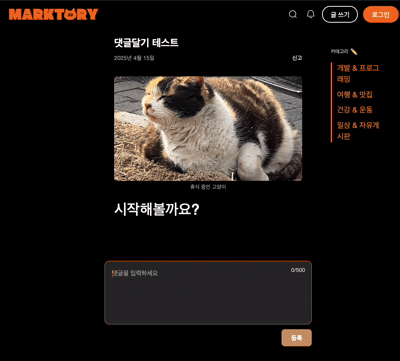 MARKTORY
글 쓰기
로그인
댓글달기 테스트
2025년 4월 15일
신고
카테고리
개발 & 프로그
래밍
여행 & 맛집
건강 & 운동
일상 & 자유게
시판
휴식 중인 고양이
시작해볼까요?
댓글을 입력하세요
0/500
등록